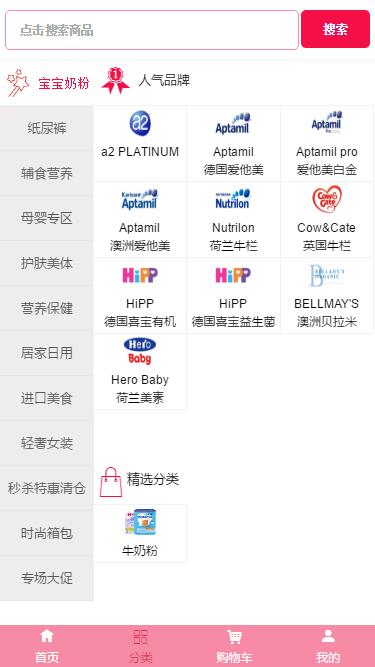 点击搜索商品
搜索
宝宝奶粉
纸尿裤
辅食营养
母婴专区
护肤美体
营养保健
居家日用
进口美食
轻奢女装
秒杀特惠清仓
时尚箱包
专场大促
1
人气品牌
a2
a2 PLATINUM
Aptamil
Aptamil
德国爱他美
Aptamil
Aptamil pro
爱他美白金
Karicare
Aptamil
Aptamil
澳洲爱他美
Nutrilon
Nutrilon
荷兰牛栏
Cow & Gate
Cow&Cate
英国牛栏
HiPP
HiPP
德国喜宝有机
HiPP
HiPP
德国喜宝益生菌
BELLAMY'S
ORGANIC
BELLMAY'S
澳洲贝拉米
Hero
Baby
Hero Baby
荷兰美素
精选分类
牛奶粉
首页
分类
购物车
我的